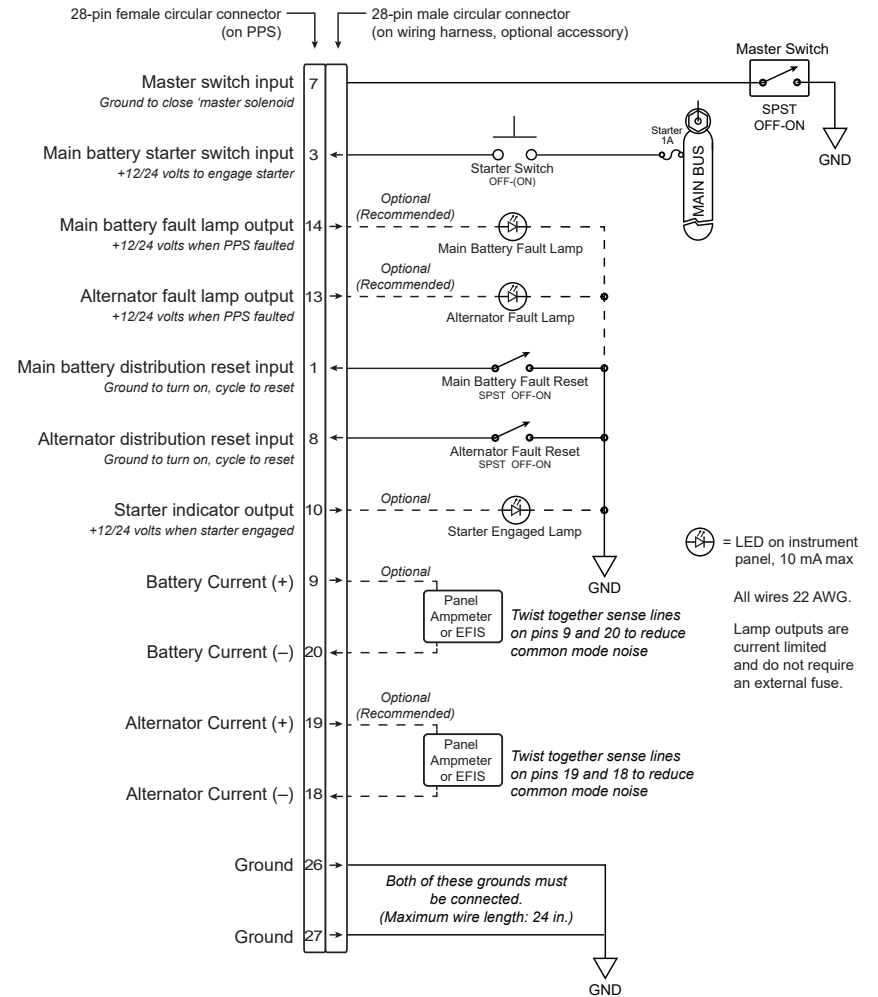 28-pin female circular connector
(on PPS)
28-pin male circular connector
(on wiring harness, optional accessory)
Master Switch
Master switch input
7
Ground to close ‘master solenoid
SPST
OFF-ON
GND
Main battery starter switch input
3
+12/24 volts to engage starter
Starter Switch
OFF-(ON)
Starter
1A
MAIN BUS
Main battery fault lamp output
14
+12/24 volts when PPS faulted
Optional
(Recommended)
Main Battery Fault Lamp
Alternator fault lamp output
13
+12/24 volts when PPS faulted
Optional
(Recommended)
Alternator Fault Lamp
Main battery distribution reset input
1
Ground to turn on, cycle to reset
Main Battery Fault Reset
SPST OFF-ON
Alternator distribution reset input
8
Ground to turn on, cycle to reset
Alternator Fault Reset
SPST OFF-ON
Starter indicator output
10
+12/24 volts when starter engaged
Optional
Starter Engaged Lamp
GND
= LED on instrument
panel, 10 mA max
All wires 22 AWG.
Lamp outputs are
current limited
and do not require
an external fuse.
Battery Current (+)
9
Optional
Panel
Ampmeter
or EFIS
Twist together sense lines
on pins 9 and 20 to reduce
common mode noise
Battery Current (–)
20
Alternator Current (+)
19
Optional
(Recommended)
Panel
Ampmeter
or EFIS
Twist together sense lines
on pins 19 and 18 to reduce
common mode noise
Alternator Current (–)
18
Ground
26
Both of these grounds must
be connected.
(Maximum wire length: 24 in.)
Ground
27
GND